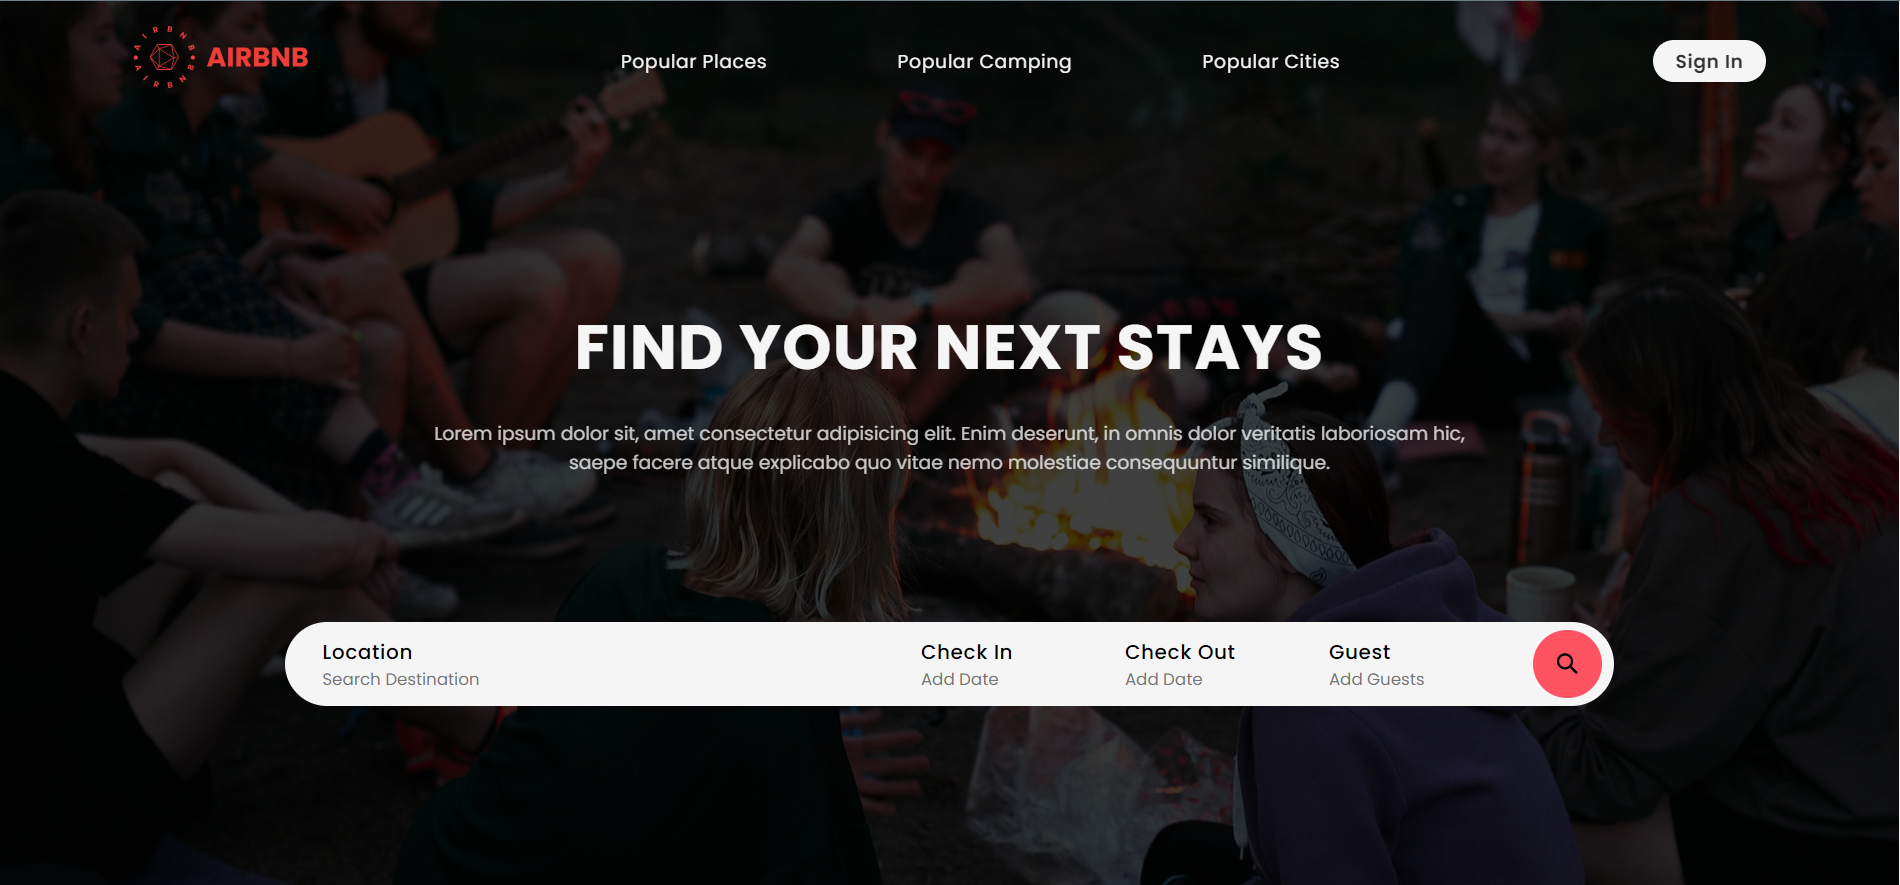 AIRBNB AIRBNB
AIRBNB
Popular Places
Popular Camping
Popular Cities
Sign In
FIND YOUR NEXT STAYS
Lorem ipsum dolor sit, amet consectetur adipisicing elit. Enim deserunt, in omnis dolor veritatis laboriosam hic,
saepe facere atque explicabo quo vitae nemo molestiae consequuntur similique.
Location
Search Destination
Check In
Add Date
Check Out
Add Date
Guest
Add Guests